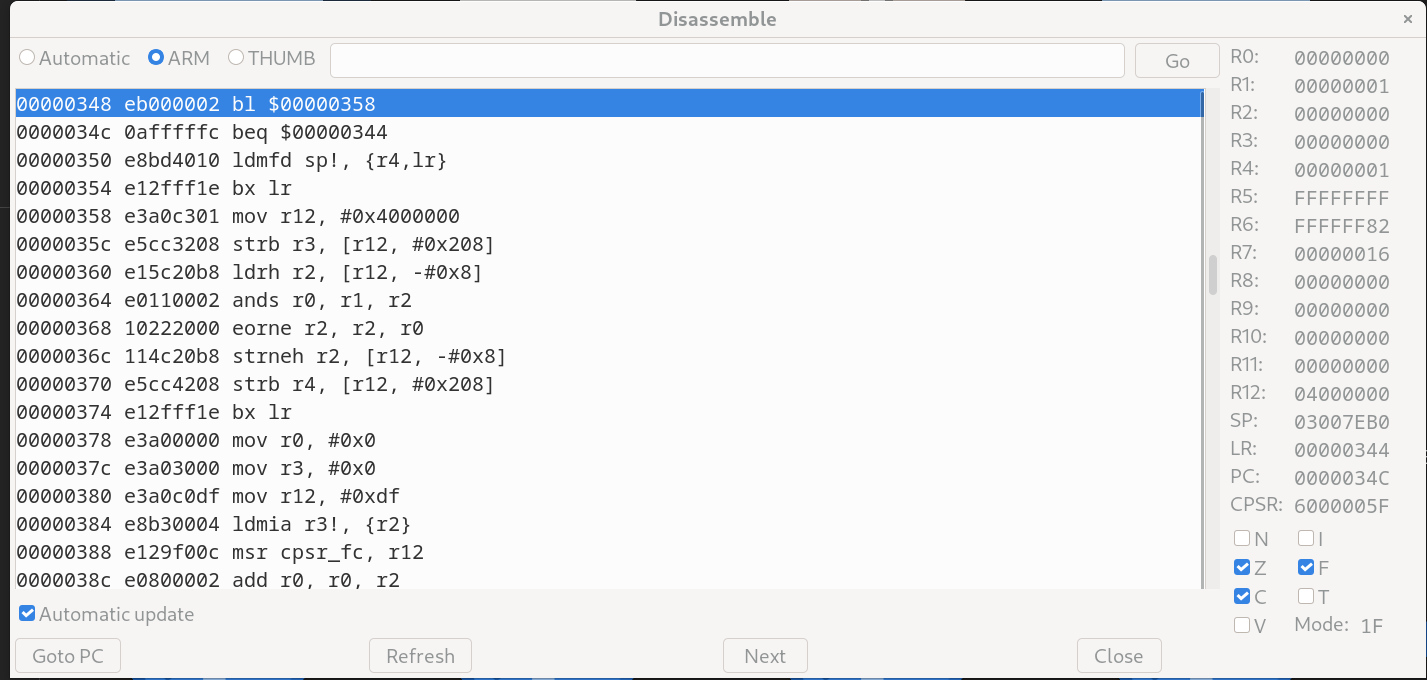 Disassemble
×
Automatic ARM THUMB Go
00000348 eb000002 bl $00000358
0000034c 0afffffc beq $00000344
00000350 e8bd4010 ldmfd sp!, {r4,lr}
00000354 e12fff1e bx lr
00000358 e3a0c301 mov r12, #0x4000000
0000035c e5cc3208 strb r3, [r12, #0x208]
00000360 e15c20b8 ldrh r2, [r12, -#0x8]
00000364 e0110002 ands r0, r1, r2
00000368 10222000 eorne r2, r2, r0
0000036c 114c20b8 strneh r2, [r12, -#0x8]
00000370 e5cc4208 strb r4, [r12, #0x208]
00000374 e12fff1e bx lr
00000378 e3a00000 mov r0, #0x0
0000037c e3a03000 mov r3, #0x0
00000380 e3a0c0df mov r12, #0xdf
00000384 e8b30004 ldmia r3!, {r2}
00000388 e129f00c msr cpsr_fc, r12
0000038c e0800002 add r0, r0, r2
Automatic update
Goto PC Refresh Next Close
R0: 00000000
R1: 00000001
R2: 00000000
R3: 00000000
R4: 00000001
R5: FFFFFFFF
R6: FFFFFF82
R7: 00000016
R8: 00000000
R9: 00000000
R10: 00000000
R11: 00000000
R12: 04000000
SP: 03007EB0
LR: 00000344
PC: 0000034C
CPSR: 6000005F
N I
Z F
C T
V Mode: 1F